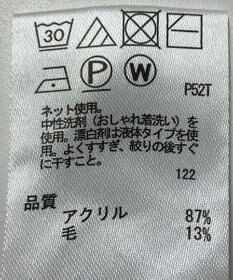 30
P W P52T
ネット使用。
中性洗剤(おしゃれ着洗い)を
使用。漂白剤は液体タイプを使
用。よくすすぎ、絞りの後すぐ
に干すこと。
122
品質
アクリル 87%
毛 13%